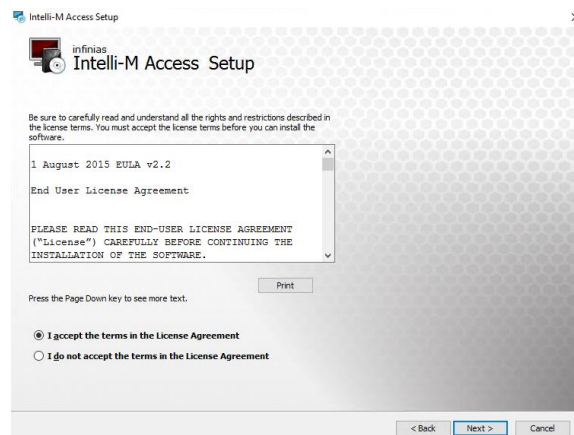 Intelli-M Access Setup
infinias
Intelli-M Access Setup
Be sure to carefully read and understand all the rights and restrictions described in
the license terms. You must accept the license terms before you can install the
software.
1 August 2015 EULA v2.2
End User License Agreement
PLEASE READ THIS END-USER LICENSE AGREEMENT
("License") CAREFULLY BEFORE CONTINUING THE
INSTALLATION OF THE SOFTWARE.
Print
Press the Page Down key to see more text.
I accept the terms in the License Agreement
I do not accept the terms in the License Agreement
< Back Next > Cancel